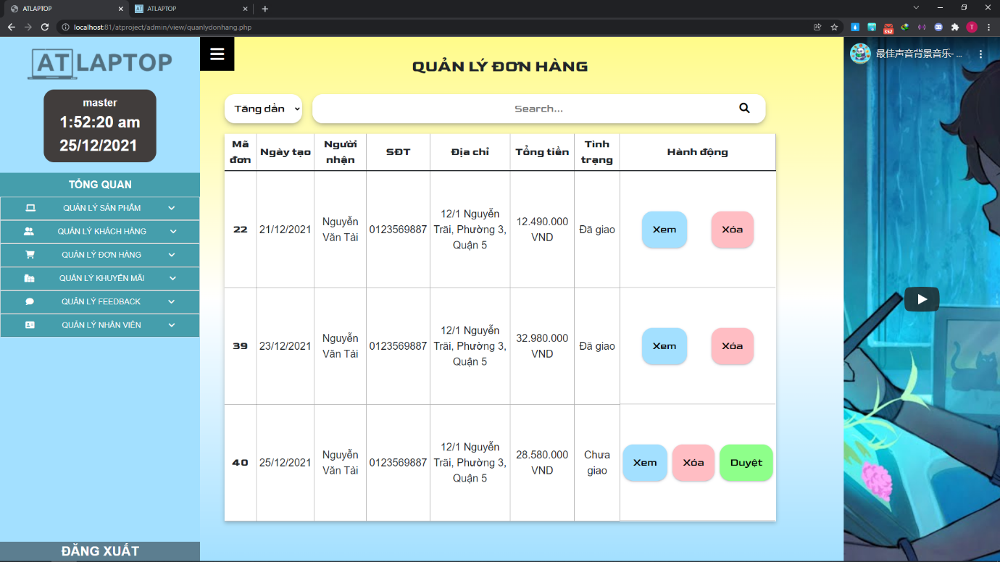 ATLAPTOP
ATLAPTOP
localhost:81/atproject/admin/view/quanlydonhang.php
352
T
ATLAPTOP
master
1:52:20 am
25/12/2021
TỔNG QUAN
QUẢN LÝ SẢN PHẨM
QUẢN LÝ KHÁCH HÀNG
QUẢN LÝ ĐƠN HÀNG
QUẢN LÝ KHUYẾN MÃI
QUẢN LÝ FEEDBACK
QUẢN LÝ NHÂN VIÊN
ĐĂNG XUẤT
QUẢN LÝ ĐƠN HÀNG
Tăng dần
Search...
Mã đơn Ngày tạo Người nhận SĐT Địa chỉ Tổng tiền Tình trạng Hành động
22 21/12/2021 Nguyễn Văn Tài 0123569887 12/1 Nguyễn Trãi, Phường 3, Quận 5 12.490.000 VND Đã giao Xem Xóa
39 23/12/2021 Nguyễn Văn Tài 0123569887 12/1 Nguyễn Trãi, Phường 3, Quận 5 32.980.000 VND Đã giao Xem Xóa
40 25/12/2021 Nguyễn Văn Tài 0123569887 12/1 Nguyễn Trãi, Phường 3, Quận 5 28.580.000 VND Chưa giao Xem Xóa Duyệt
最佳声音背景音乐- ...